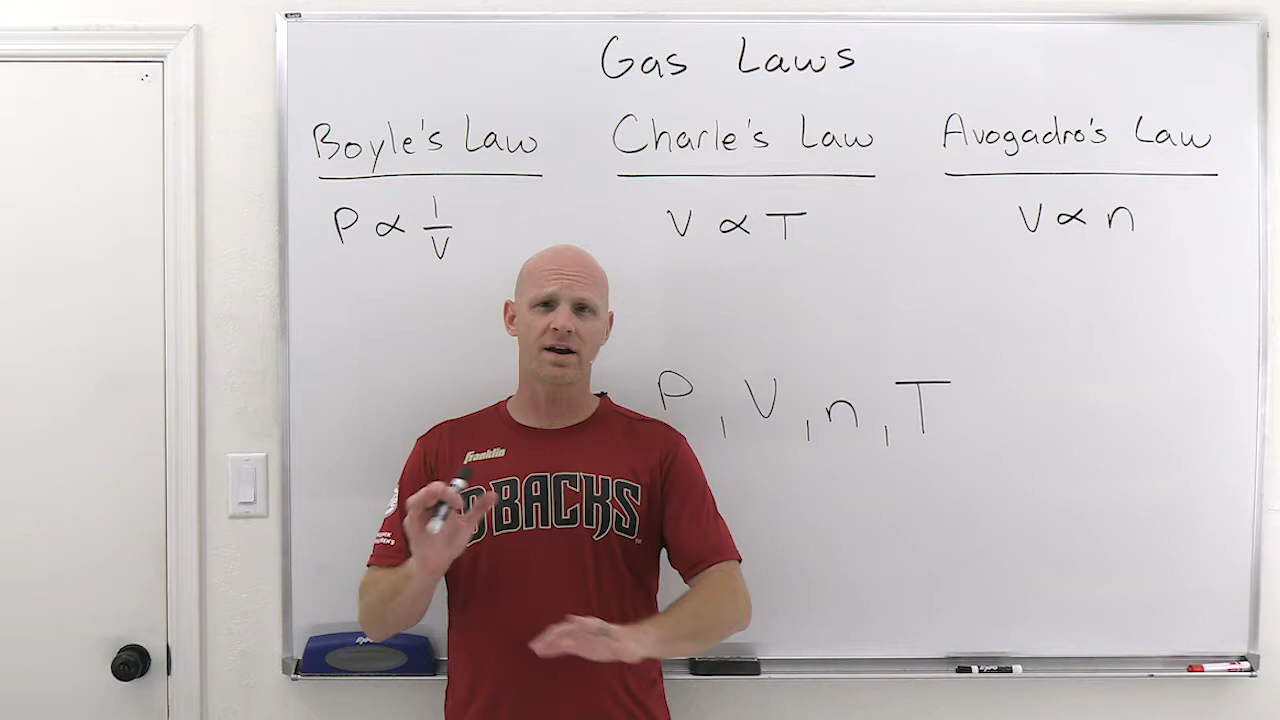 Gas Laws
Boyle's Law
P ∝ 1/V
Charle's Law
V ∝ T
Avogadro's Law
V ∝ n
P, V, n, T
Franklin
DBACKS